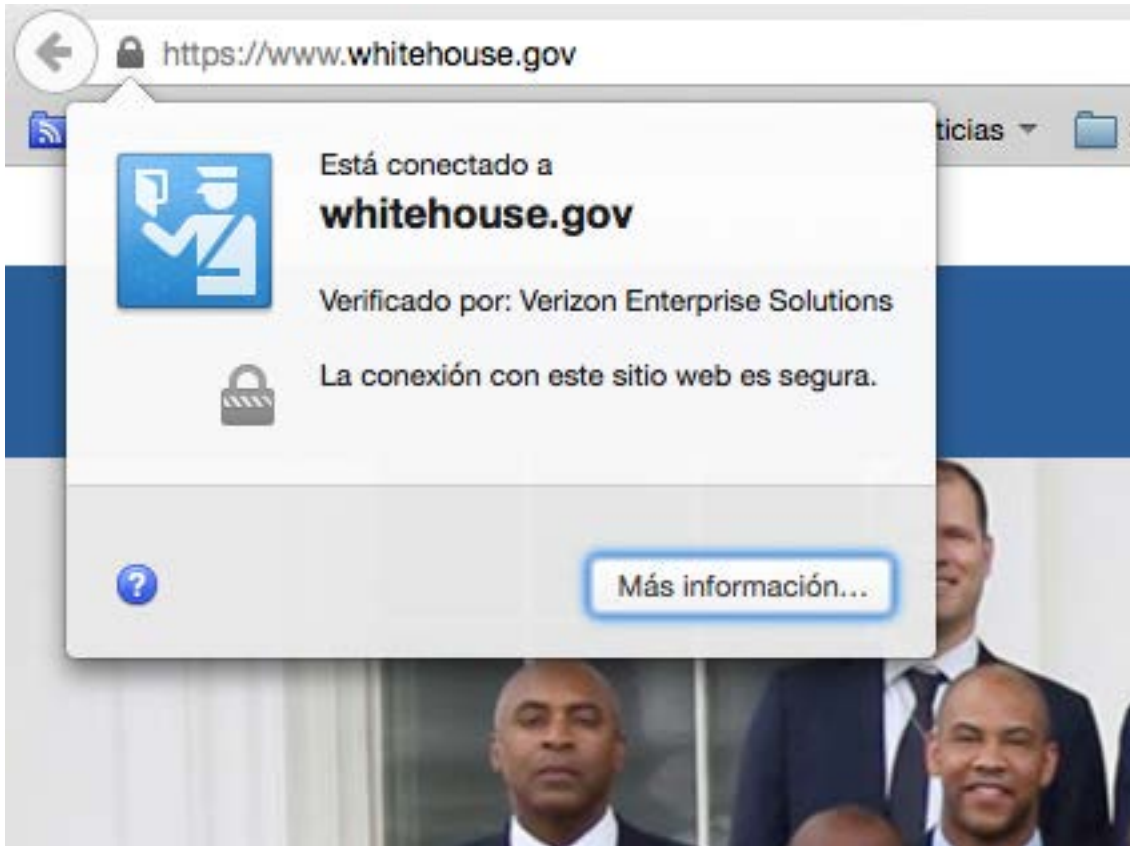 https://www.whitehouse.gov
ticias
Está conectado a
whitehouse.gov
Verificado por: Verizon Enterprise Solutions
La conexión con este sitio web es segura.
?
Más información...